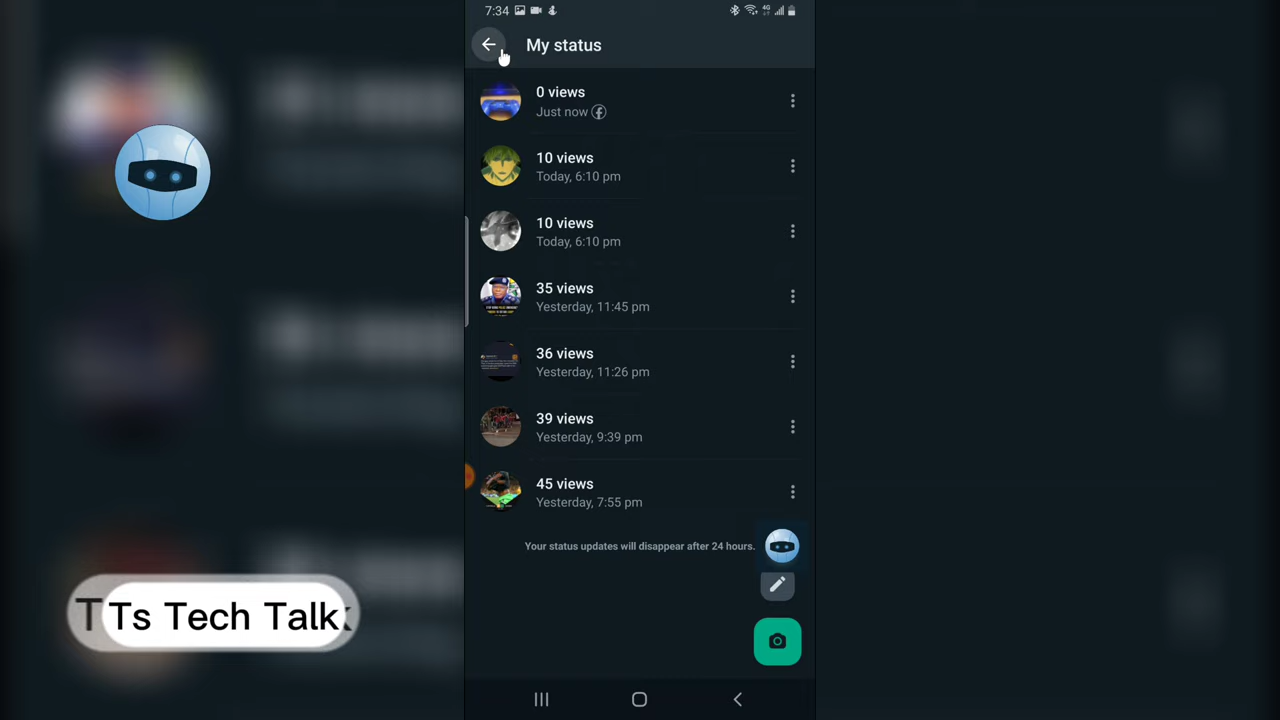 7:34
4G
My status
0 views
Just now
10 views
Today, 6:10 pm
10 views
Today, 6:10 pm
35 views
Yesterday, 11:45 pm
36 views
Yesterday, 11:26 pm
39 views
Yesterday, 9:39 pm
45 views
Yesterday, 7:55 pm
Your status updates will disappear after 24 hours.
TTs Tech Talk